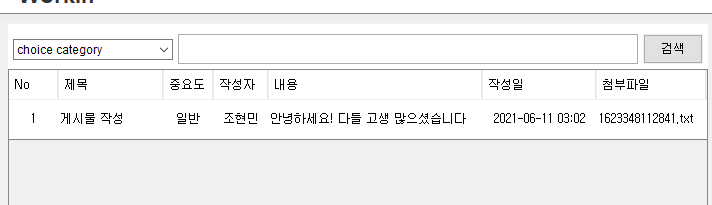 choice category 검색
No 제목 중요도 작성자 내용 작성일 첨부파일
1 게시물 작성 일반 조현민 안녕하세요! 다들 고생 많으셨습니다 2021-06-11 03:02 1623348112841.txt